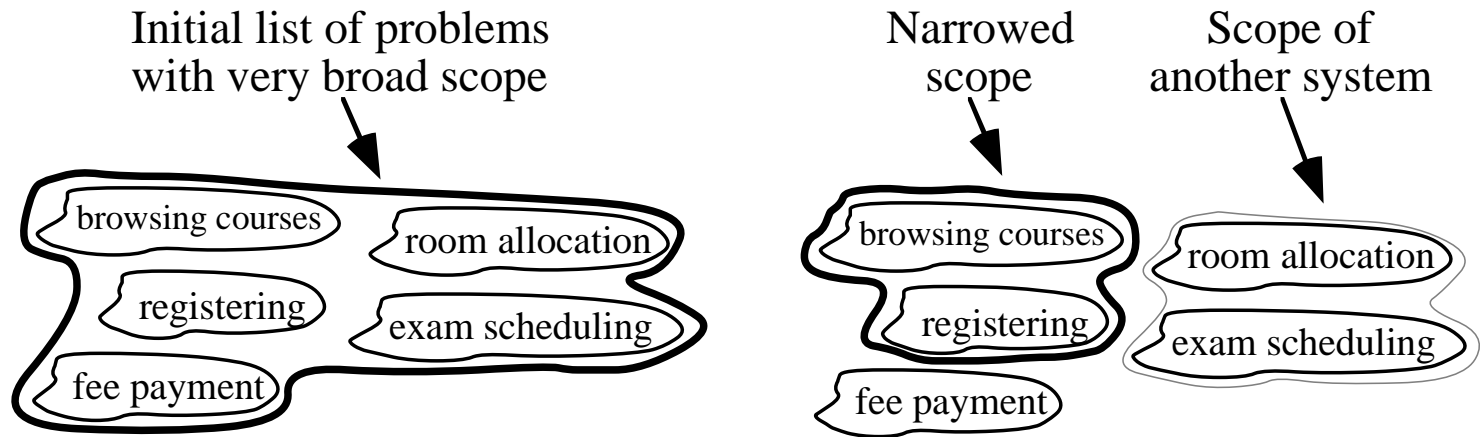 Initial list of problems
with very broad scope
browsing courses
room allocation
registering
exam scheduling
fee payment
Narrowed
scope
Scope of
another system
browsing courses
room allocation
registering
exam scheduling
fee payment